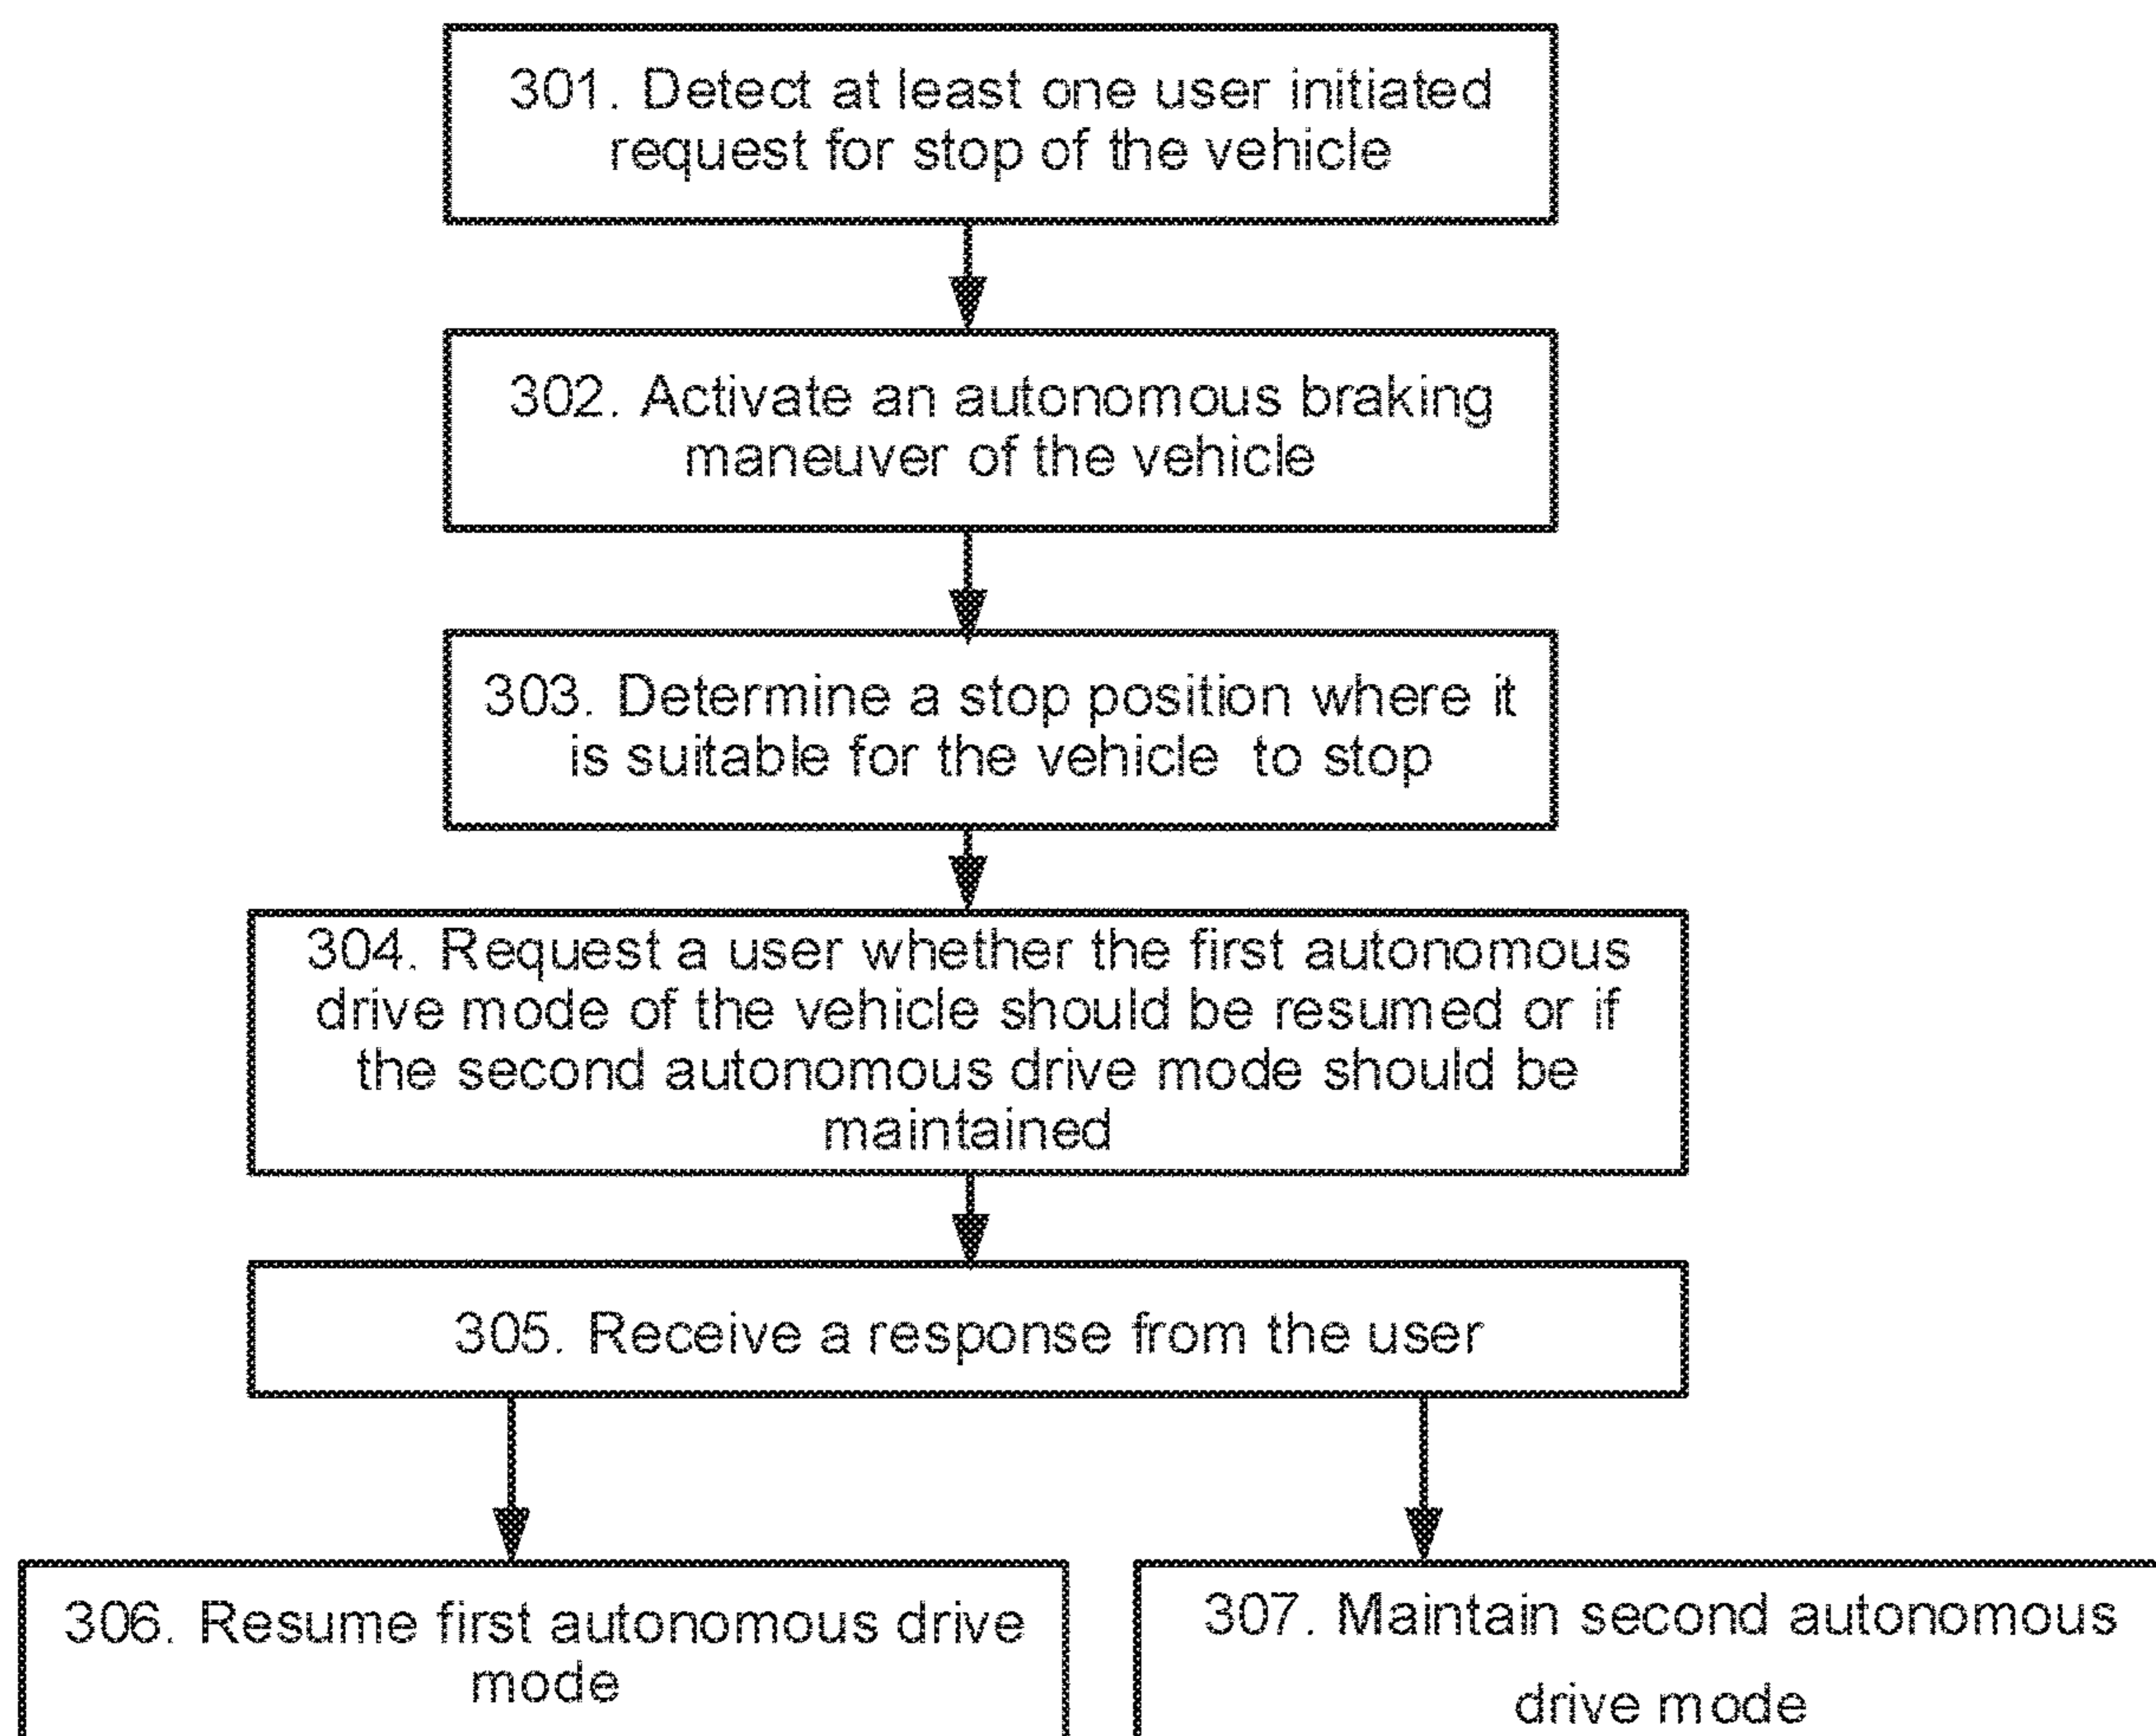 301. Detect at least one user initiated
request for stop of the vehicle
302. Activate an autonomous braking
maneuver of the vehicle
303. Determine a stop position where it
is suitable for the vehicle to stop
304. Request a user whether the first autonomous
drive mode of the vehicle should be resumed or if
the second autonomous drive mode should be
maintained
305. Receive a response from the user
306. Resume first autonomous drive
mode
307. Maintain second autonomous
drive mode